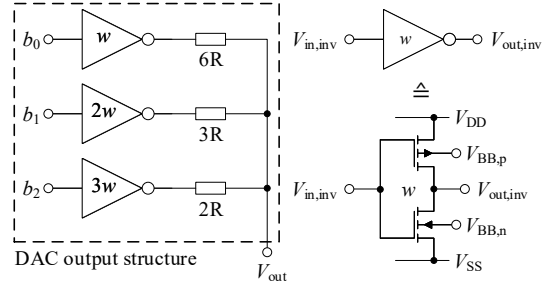 b0 w 6R
b1 2w 3R
b2 3w 2R
DAC output structure
Vout
Vin,inv w Vout,inv
≙
VDD
VBB,p
Vin,inv w Vout,inv
VBB,n
VSS